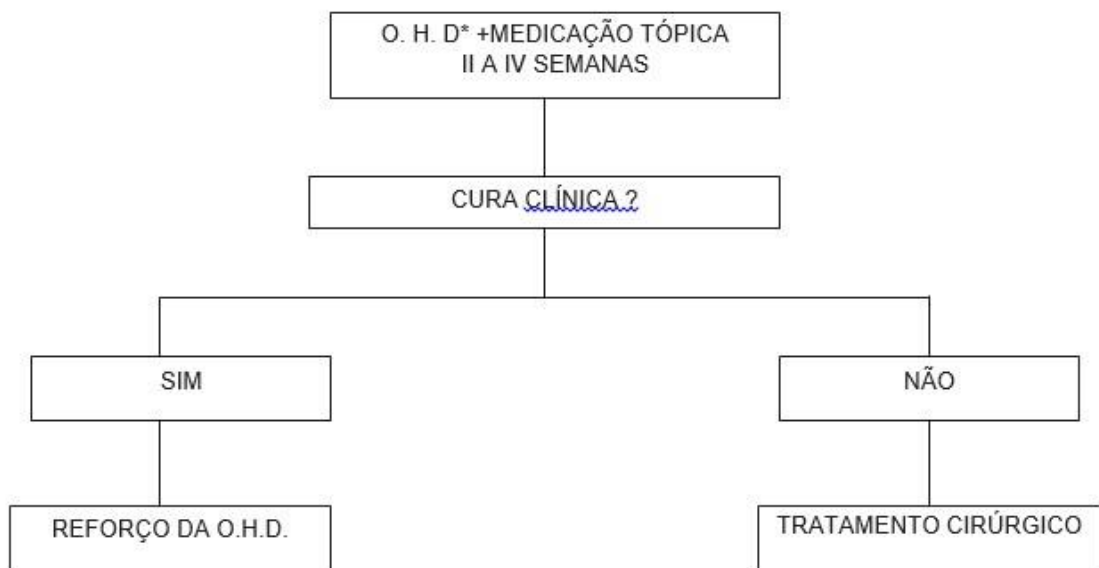 O. H. D* +MEDICAÇÃO TÓPICA
II A IV SEMANAS
CURA CLÍNICA ?
SIM
NÃO
REFORÇO DA O.H.D.
TRATAMENTO CIRÚRGICO